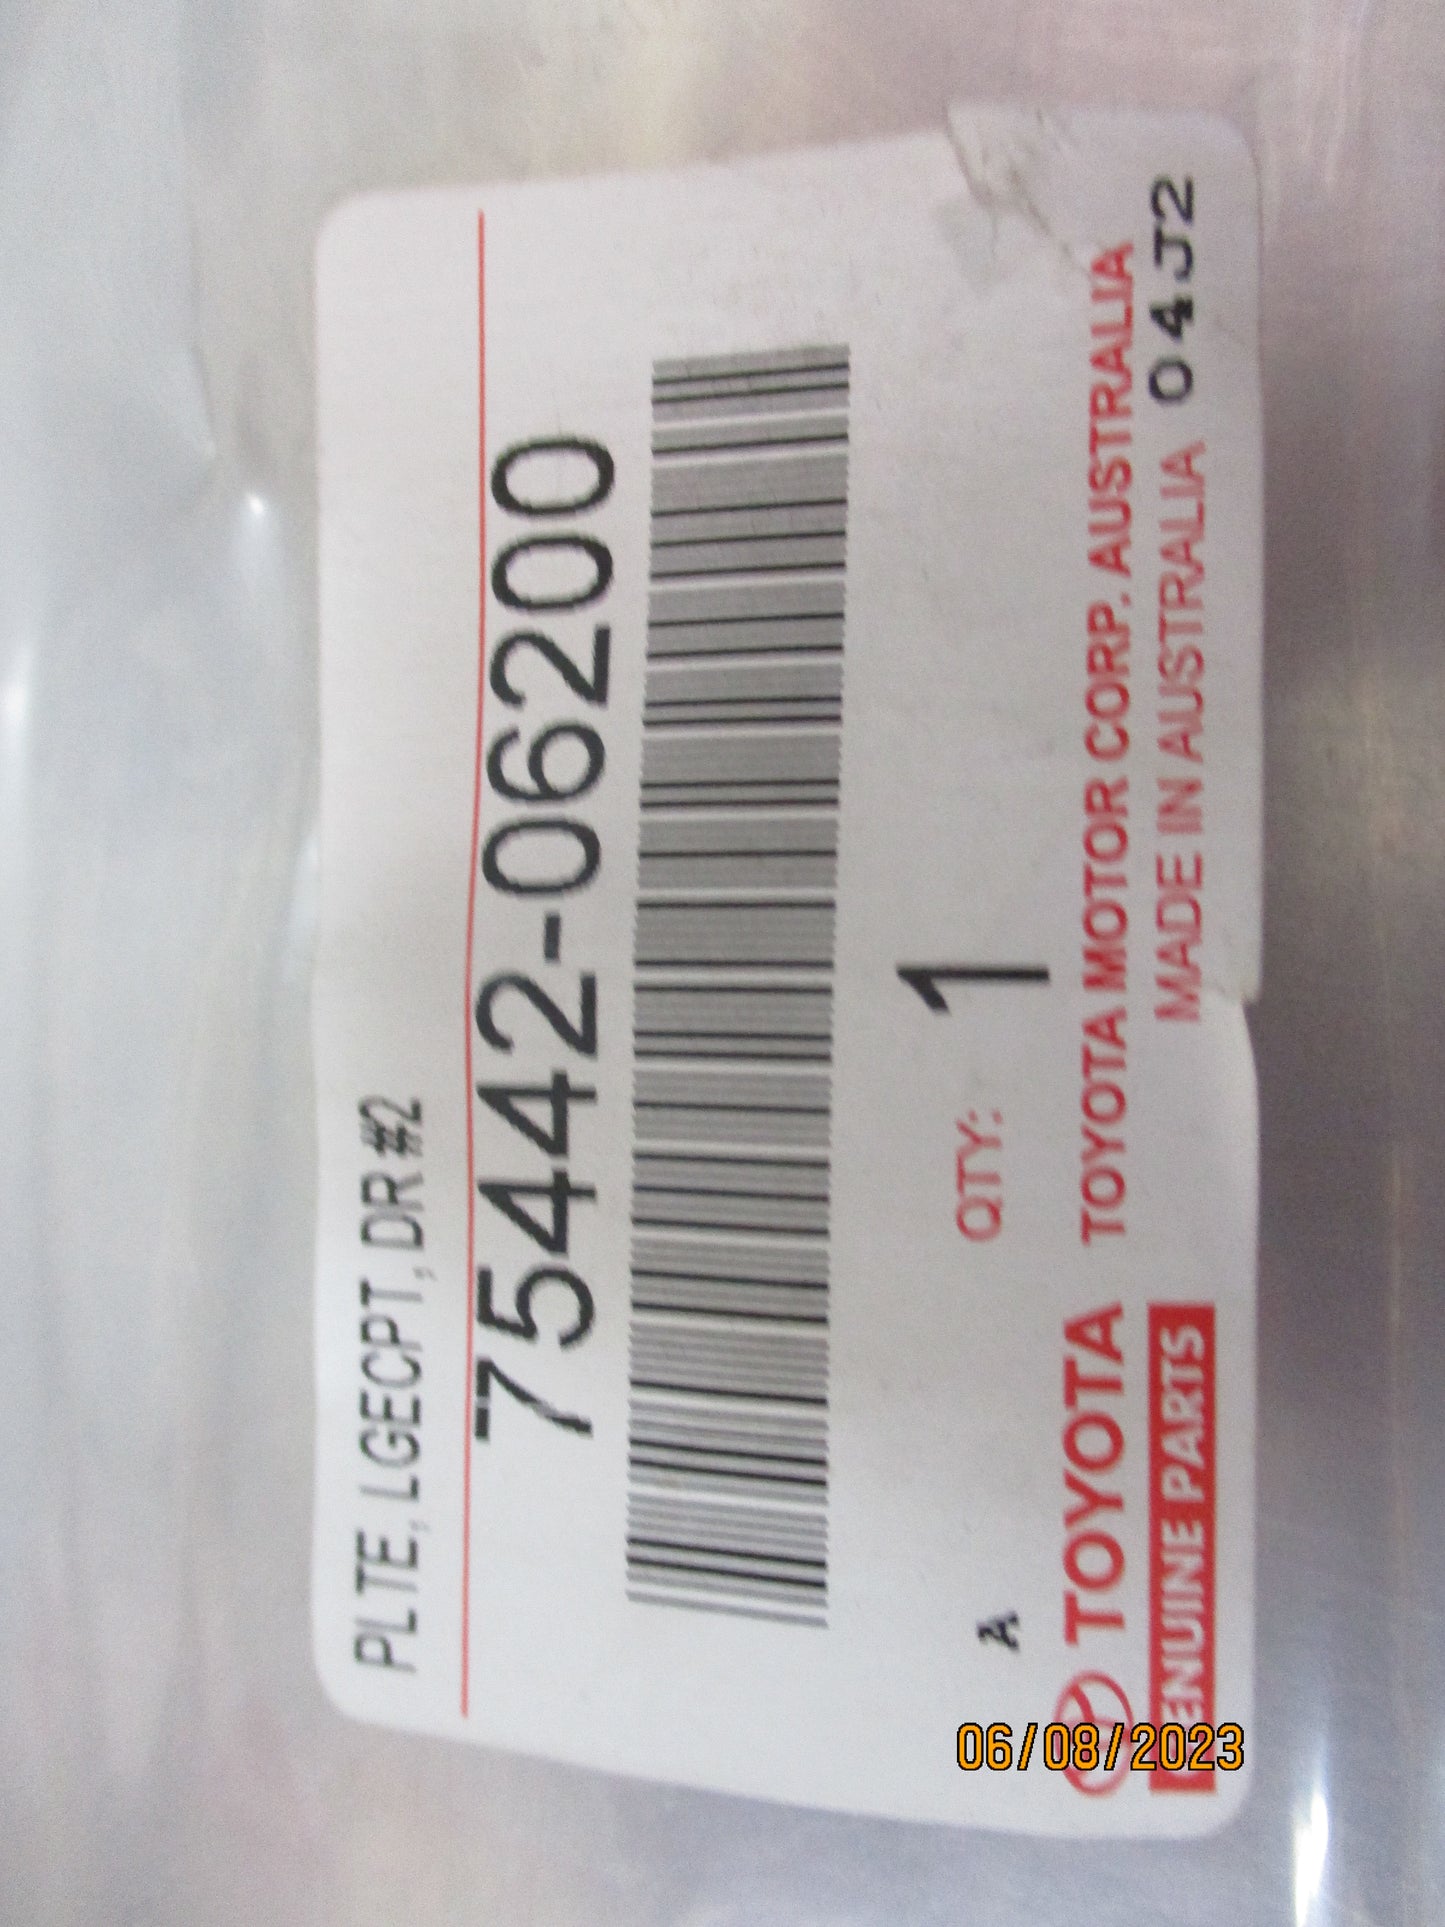 PLTE, LGECPT, DR #2
75442-06200
A QTY: 1
TOYOTA TOYOTA MOTOR CORP. AUSTRALIA
GENUINE PARTS MADE IN AUSTRALIA 04J2
06/08/2023